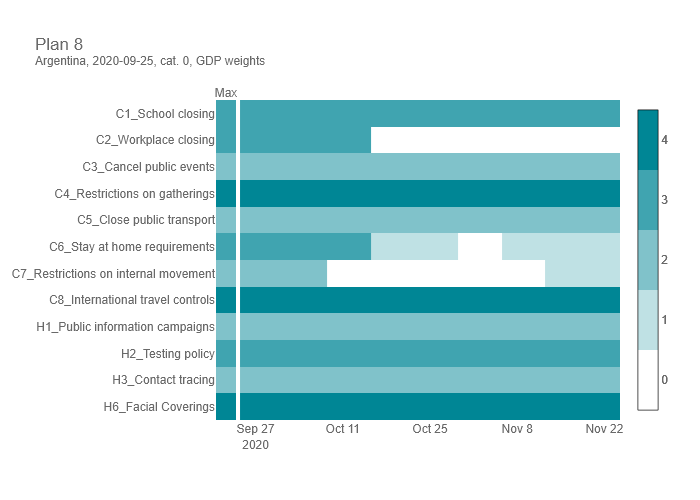 Plan 8
Argentina, 2020-09-25, cat. 0, GDP weights
Max
C1_School closing
C2_Workplace closing
C3_Cancel public events
C4_Restrictions on gatherings
C5_Close public transport
C6_Stay at home requirements
C7_Restrictions on internal movement
C8_International travel controls
H1_Public information campaigns
H2_Testing policy
H3_Contact tracing
H6_Facial Coverings
4
3
2
1
0
Sep 27 Oct 11 Oct 25 Nov 8 Nov 22
2020